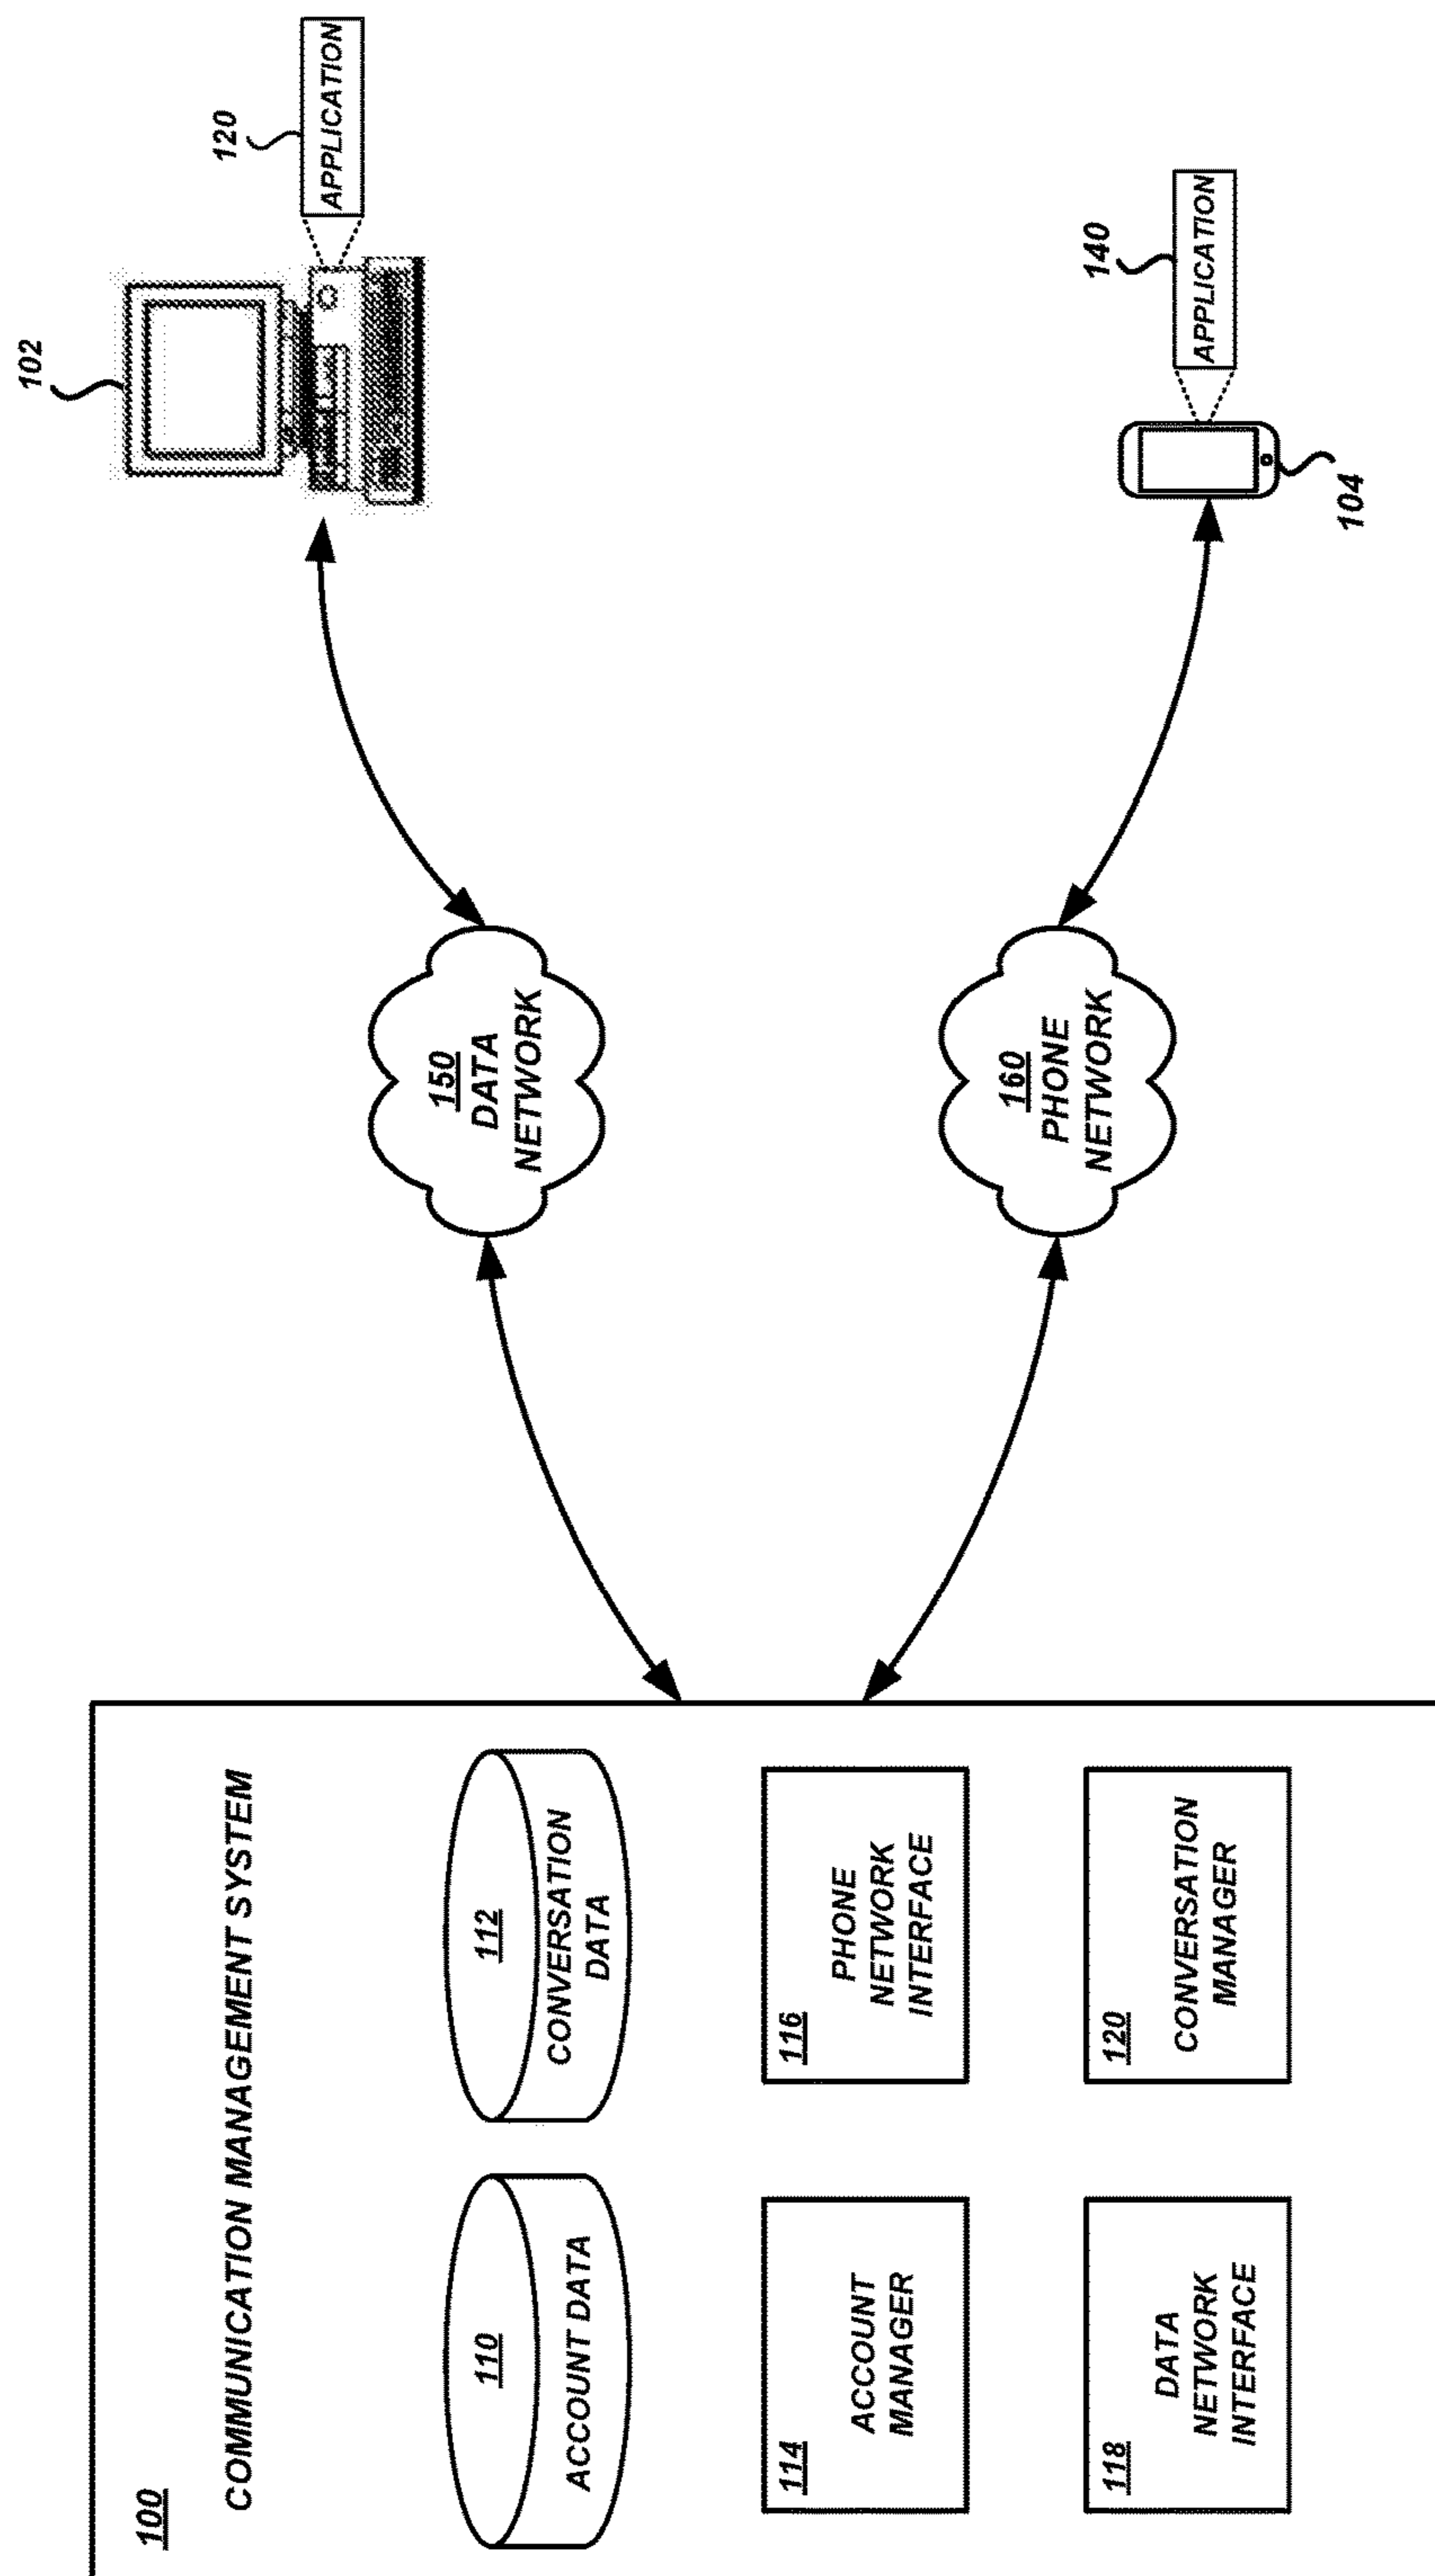 100
COMMUNICATION MANAGEMENT SYSTEM
110
ACCOUNT DATA
112
CONVERSATION
DATA
114
ACCOUNT
MANAGER
116
PHONE
NETWORK
INTERFACE
118
DATA
NETWORK
INTERFACE
120
CONVERSATION
MANAGER
150
DATA
NETWORK
160
PHONE
NETWORK
102
120
APPLICATION
140
APPLICATION
104